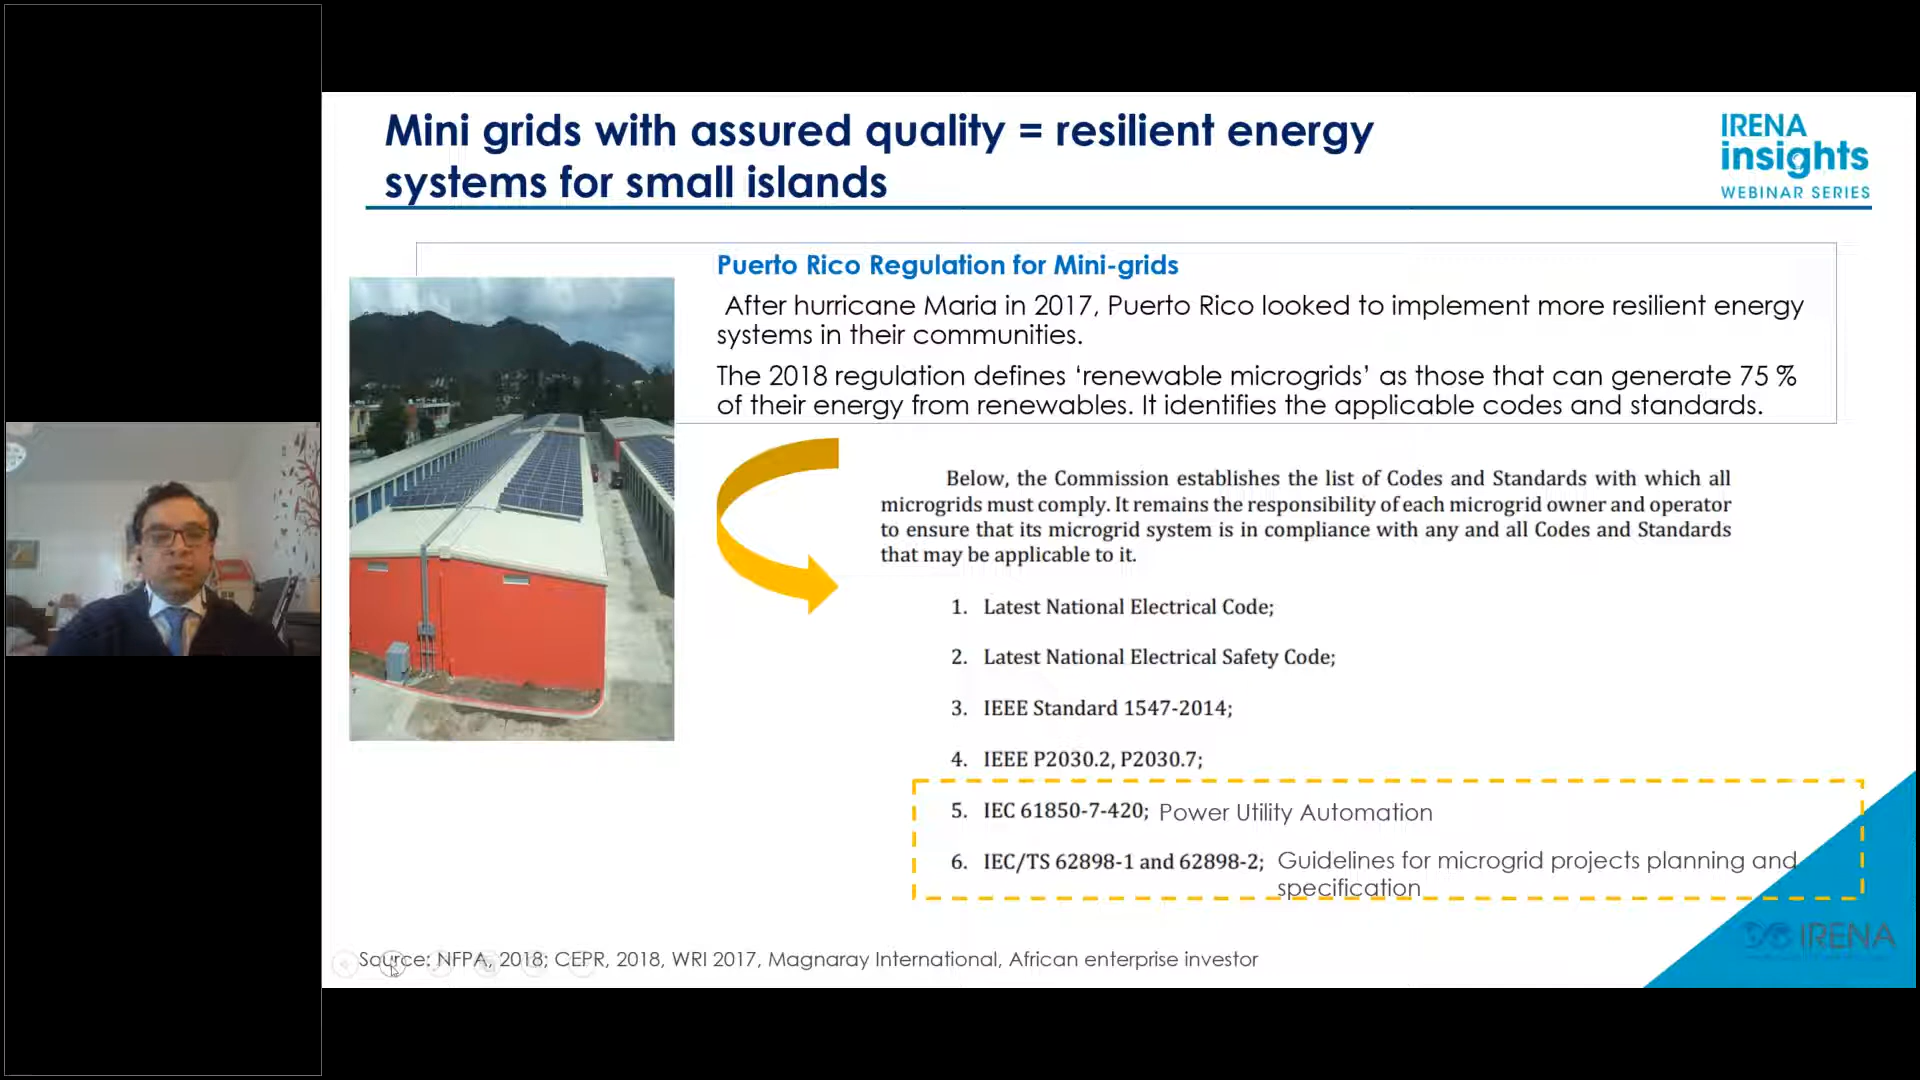 Mini grids with assured quality = resilient energy
systems for small islands
IRENA
insights
WEBINAR SERIES
Puerto Rico Regulation for Mini-grids
After hurricane Maria in 2017, Puerto Rico looked to implement more resilient energy
systems in their communities.
The 2018 regulation defines ‘renewable microgrids’ as those that can generate 75 %
of their energy from renewables. It identifies the applicable codes and standards.
Below, the Commission establishes the list of Codes and Standards with which all
microgrids must comply. It remains the responsibility of each microgrid owner and operator
to ensure that its microgrid system is in compliance with any and all Codes and Standards
that may be applicable to it.
1. Latest National Electrical Code;
2. Latest National Electrical Safety Code;
3. IEEE Standard 1547-2014;
4. IEEE P2030.2, P2030.7;
5. IEC 61850-7-420; Power Utility Automation
6. IEC/TS 62898-1 and 62898-2; Guidelines for microgrid projects planning and
specification
IRENA
Source: NFPA, 2018; CEPR, 2018, WRI 2017, Magnaray International, African enterprise investor